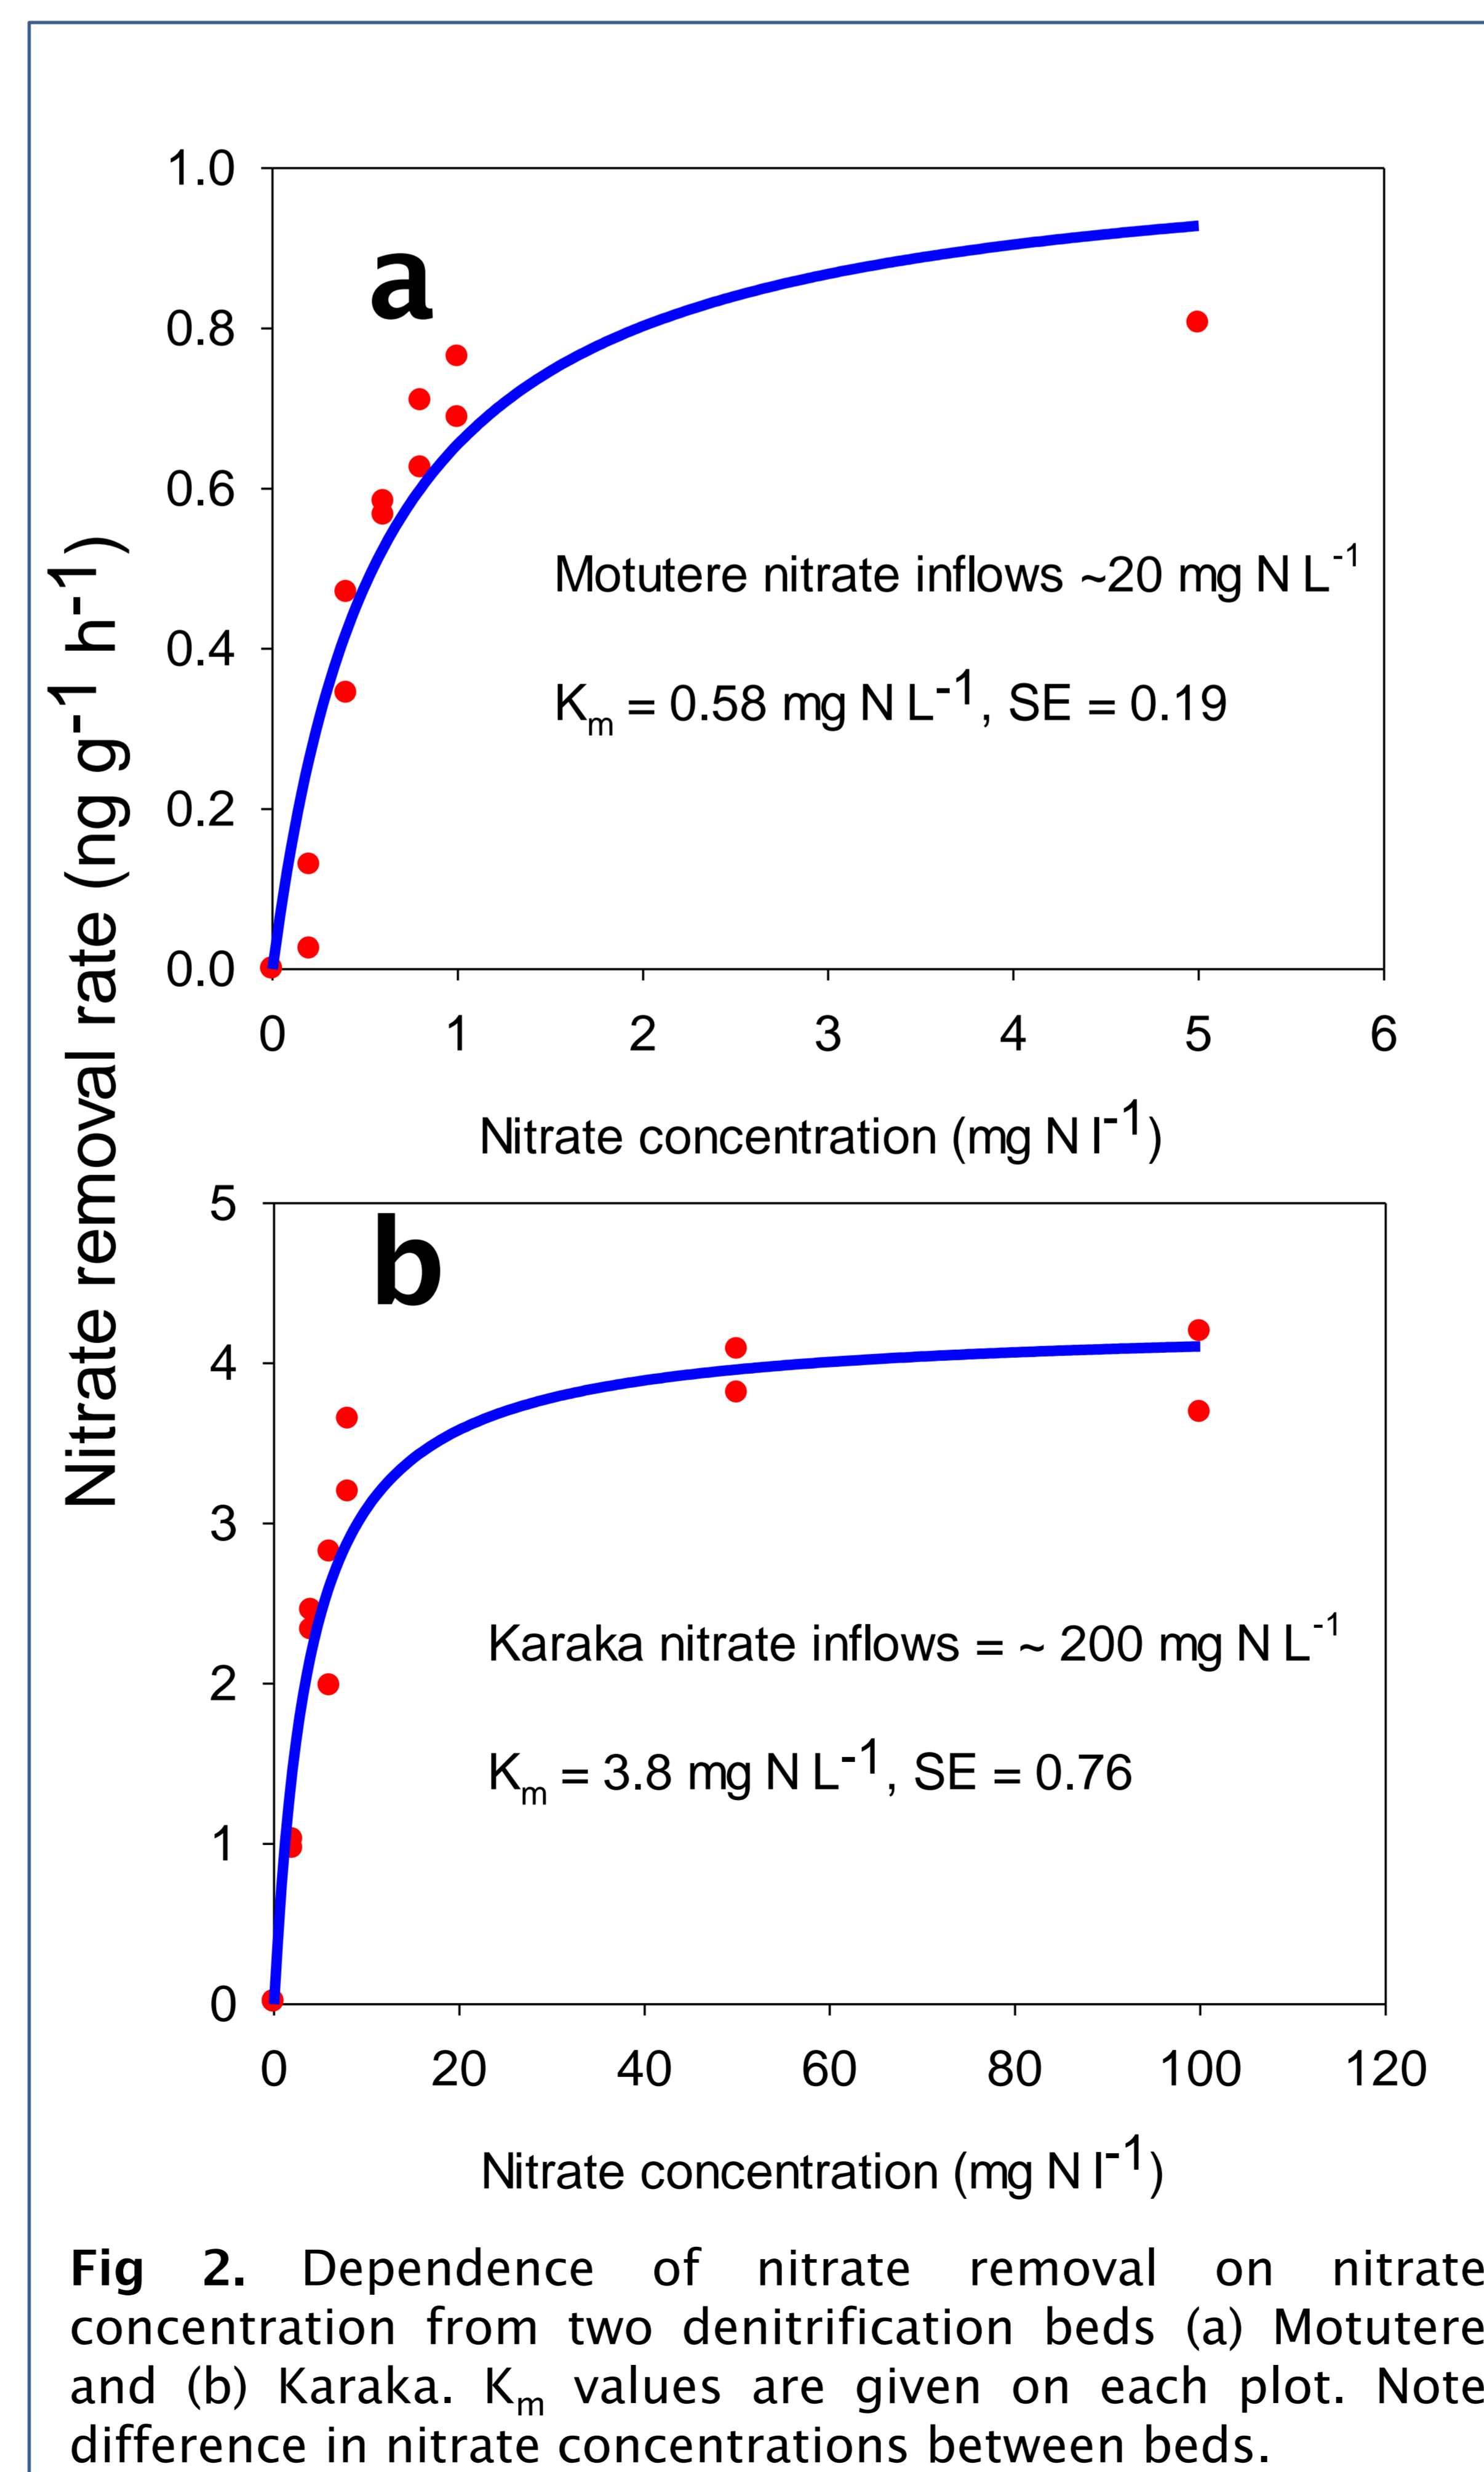 1.0
a
0.8
0.6
Motutere nitrate inflows ~20 mg N L-1
0.4
Km = 0.58 mg N L-1, SE = 0.19
0.2
0.0
0 1 2 3 4 5 6
Nitrate concentration (mg N l-1)
Nitrate removal rate (ng g-1 h-1)
5
b
4
3
Karaka nitrate inflows = ~ 200 mg N L-1
2
Km = 3.8 mg N L-1, SE = 0.76
1
0
0 20 40 60 80 100 120
Nitrate concentration (mg N l-1)
Fig 2. Dependence of nitrate removal on nitrate
concentration from two denitrification beds (a) Motutere
and (b) Karaka. Km values are given on each plot. Note
difference in nitrate concentrations between beds.